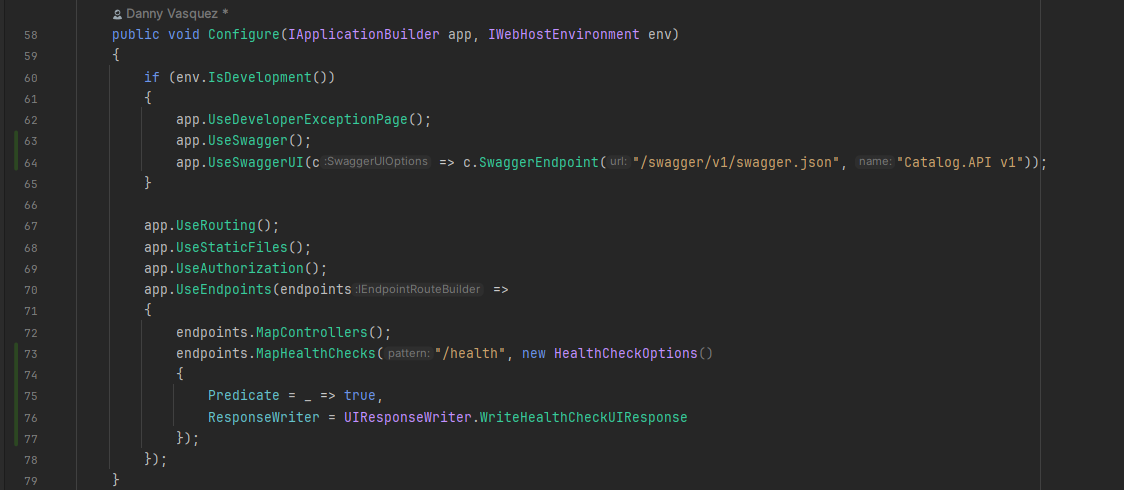 Danny Vasquez *
58 public void Configure(IApplicationBuilder app, IWebHostEnvironment env)
59 {
60 if (env.IsDevelopment())
61 {
62 app.UseDeveloperExceptionPage();
63 app.UseSwagger();
64 app.UseSwaggerUI(c :SwaggerUIOptions => c.SwaggerEndpoint( url: "/swagger/v1/swagger.json", name: "Catalog.API v1"));
65 }
66
67 app.UseRouting();
68 app.UseStaticFiles();
69 app.UseAuthorization();
70 app.UseEndpoints(endpoints :IEndpointRouteBuilder =>
71 {
72 endpoints.MapControllers();
73 endpoints.MapHealthChecks( pattern: "/health", new HealthCheckOptions()
74 {
75 Predicate = _ => true,
76 ResponseWriter = UIResponseWriter.WriteHealthCheckUIResponse
77 });
78 });
79 }